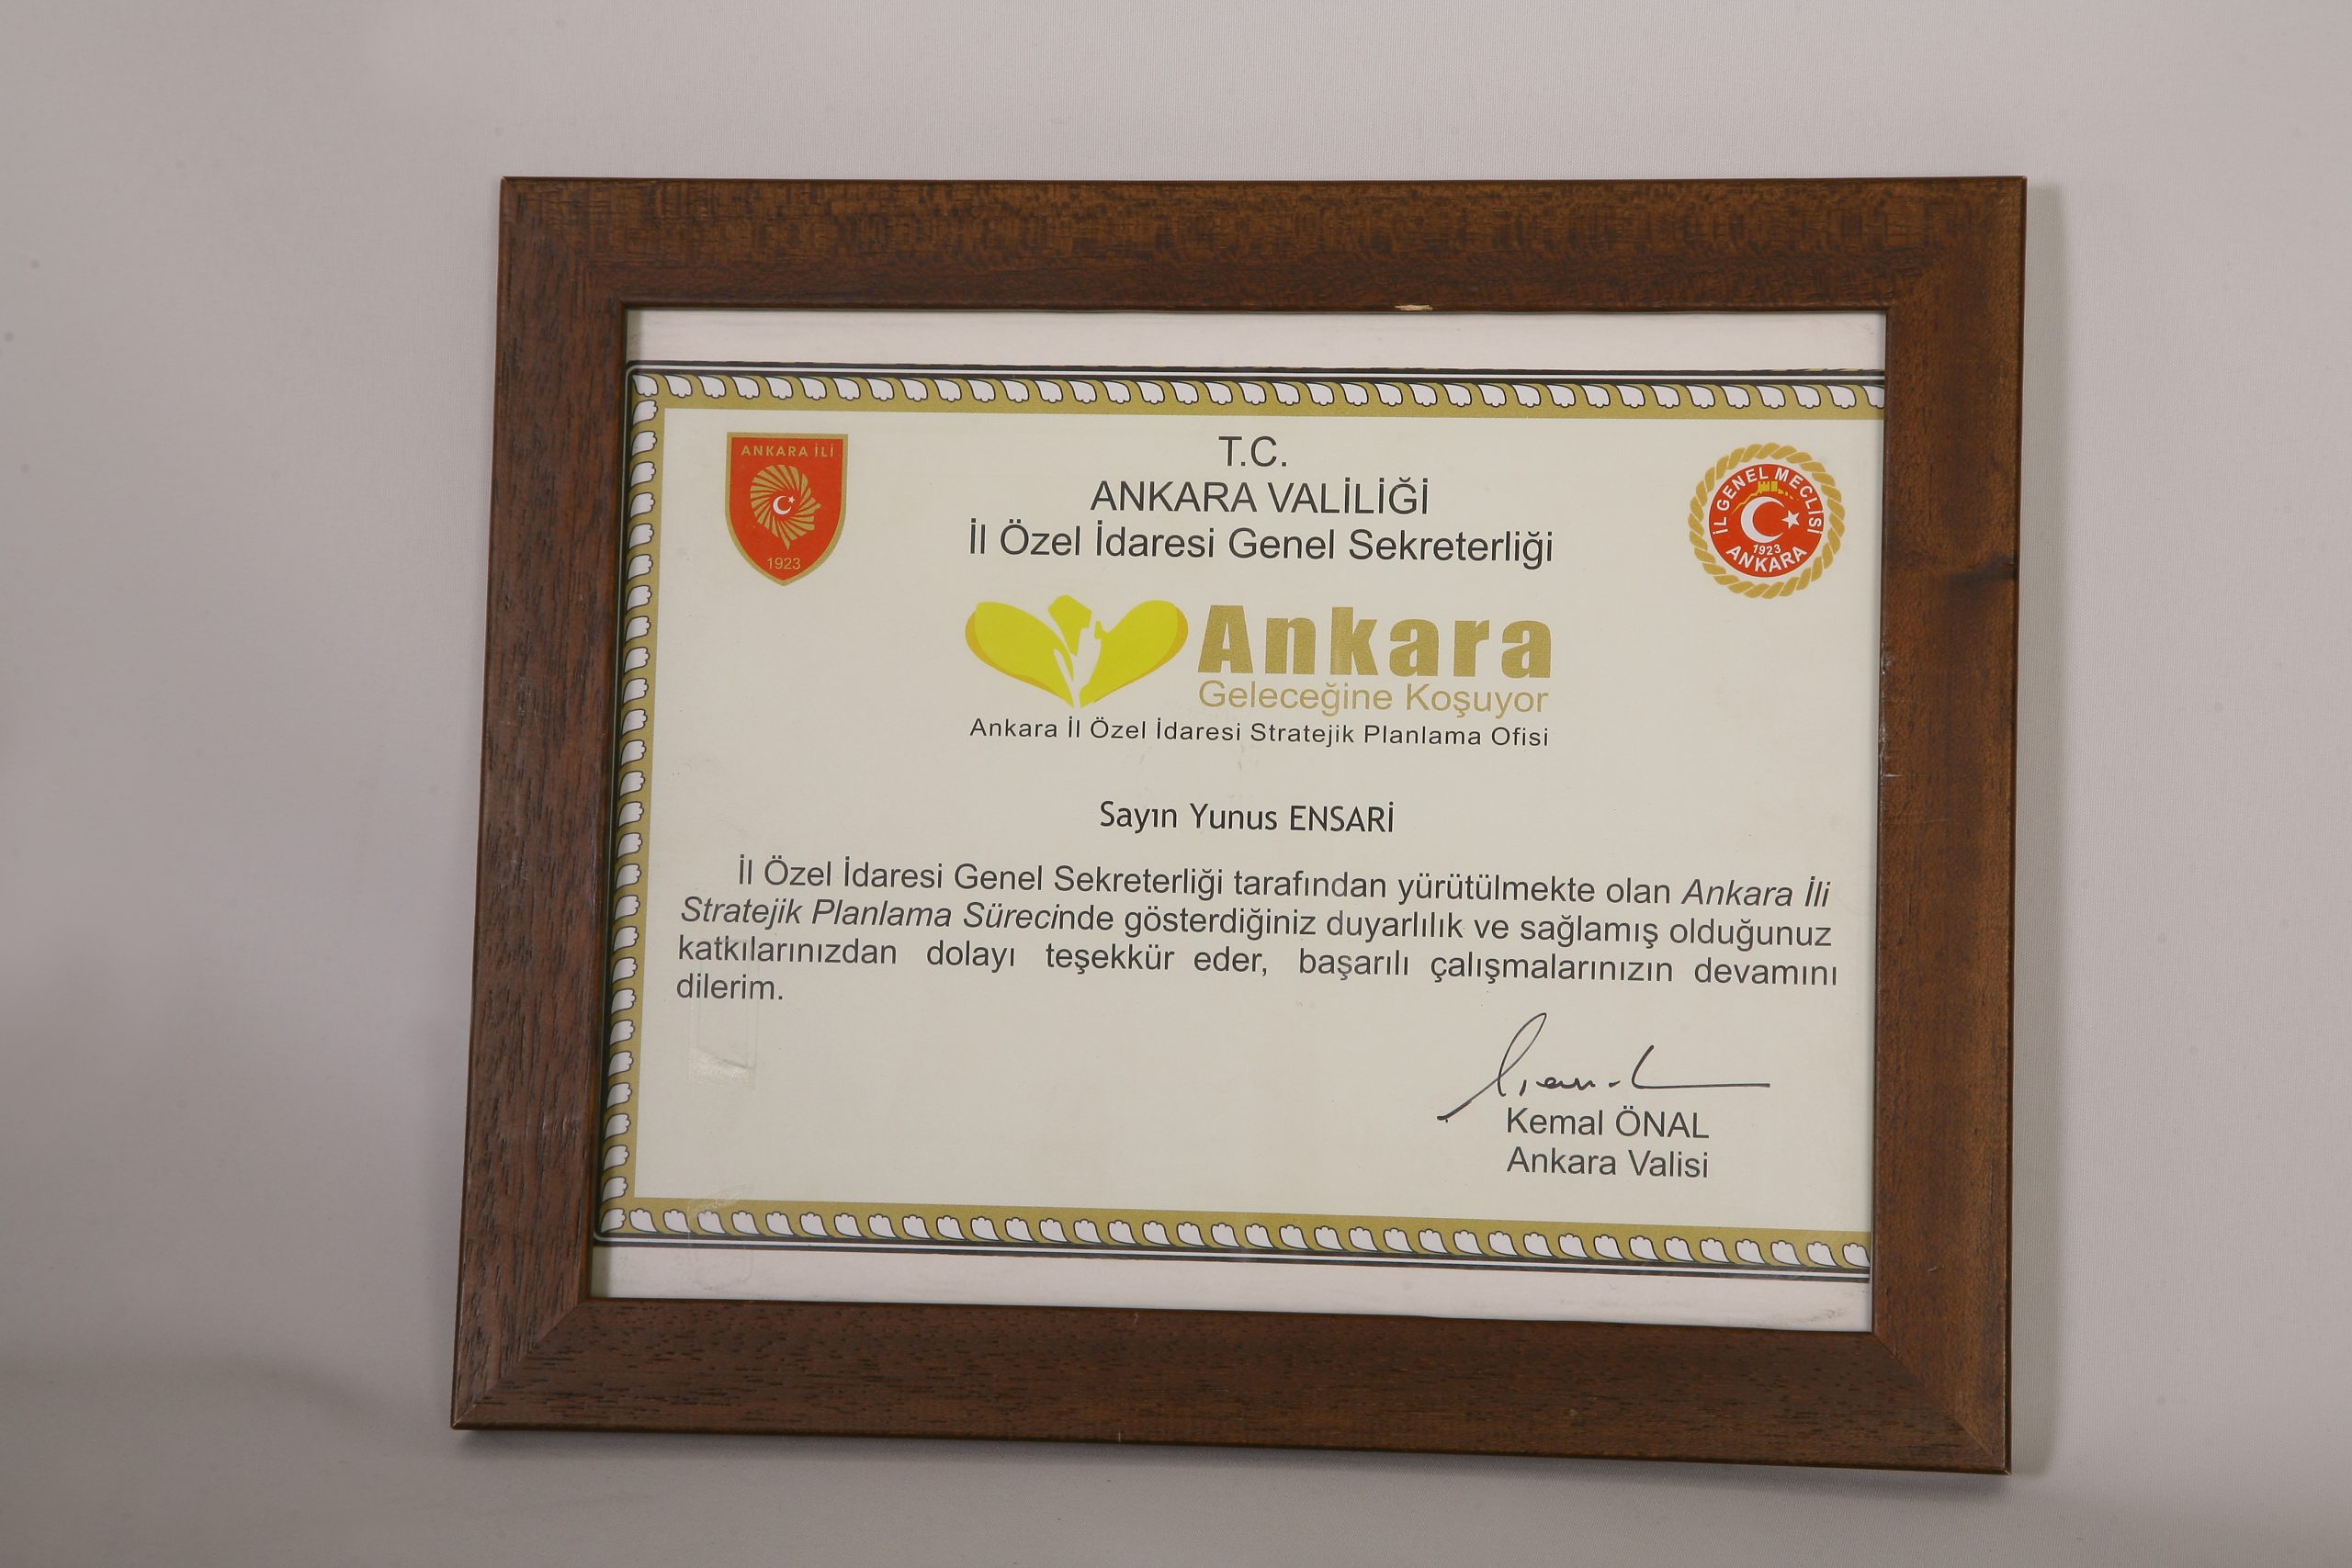 ANKARA İLİ
1923
T.C.
ANKARA VALİLİĞİ
İl Özel İdaresi Genel Sekreterliği
İL GENEL MECLİSİ
1923
ANKARA
Ankara
Geleceğine Koşuyor
Ankara İl Özel İdaresi Stratejik Planlama Ofisi
Sayın Yunus ENSARİ
İl Özel İdaresi Genel Sekreterliği tarafından yürütülmekte olan Ankara İli
Stratejik Planlama Sürecinde gösterdiğiniz duyarlılık ve sağlamış olduğunuz
katkılarınızdan dolayı teşekkür eder, başarılı çalışmalarınızın devamını
dilerim.
Kemal ÖNAL
Ankara Valisi